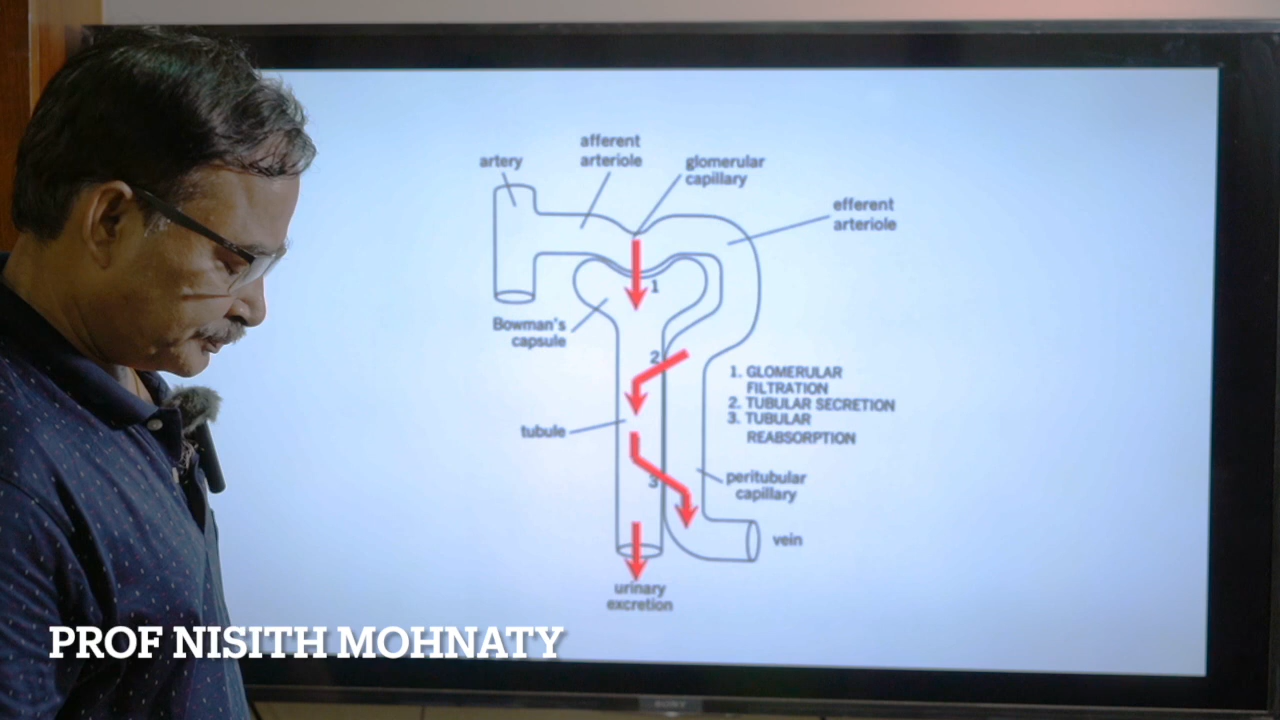 afferent
artery
arteriole
glomerular
capillary
efferent
arteriole
1
Bowman's
capsule
2
1. GLOMERULAR
FILTRATION
2. TUBULAR SECRETION
3. TUBULAR
REABSORPTION
tubule
3
peritubular
capillary
vein
urinary
excretion
PROF NISITH MOHNATY
SONY